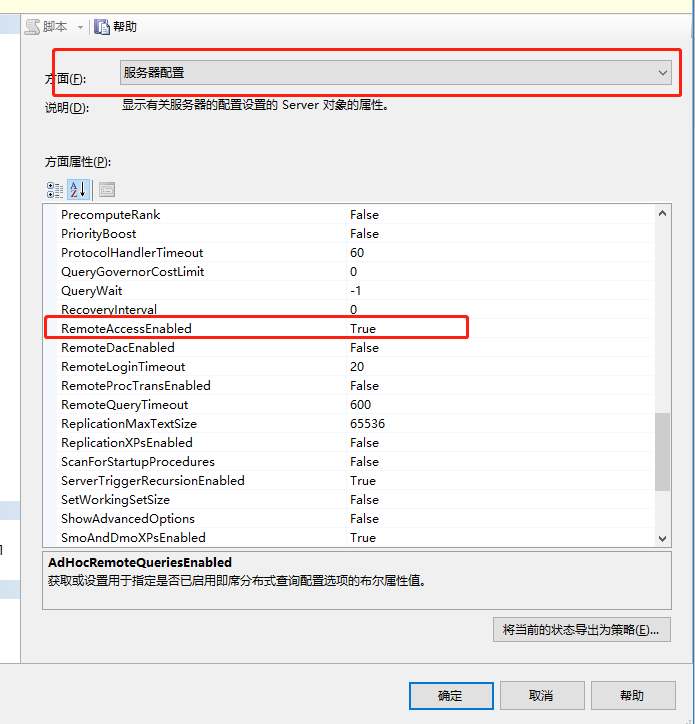 脚本 帮助
方面(F): 服务器配置
说明(D): 显示有关服务器的配置设置的 Server 对象的属性。
方面属性(P):
PrecomputeRank False
PriorityBoost False
ProtocolHandlerTimeout 60
QueryGovernorCostLimit 0
QueryWait -1
RecoveryInterval 0
RemoteAccessEnabled True
RemoteDacEnabled False
RemoteLoginTimeout 20
RemoteProcTransEnabled False
RemoteQueryTimeout 600
ReplicationMaxTextSize 65536
ReplicationXPsEnabled False
ScanForStartupProcedures False
ServerTriggerRecursionEnabled True
SetWorkingSetSize False
ShowAdvancedOptions False
SmoAndDmoXPsEnabled True
AdHocRemoteQueriesEnabled
获取或设置用于指定是否已启用即席分布式查询配置选项的布尔属性值。
将当前的状态导出为策略(E)...
确定 取消 帮助